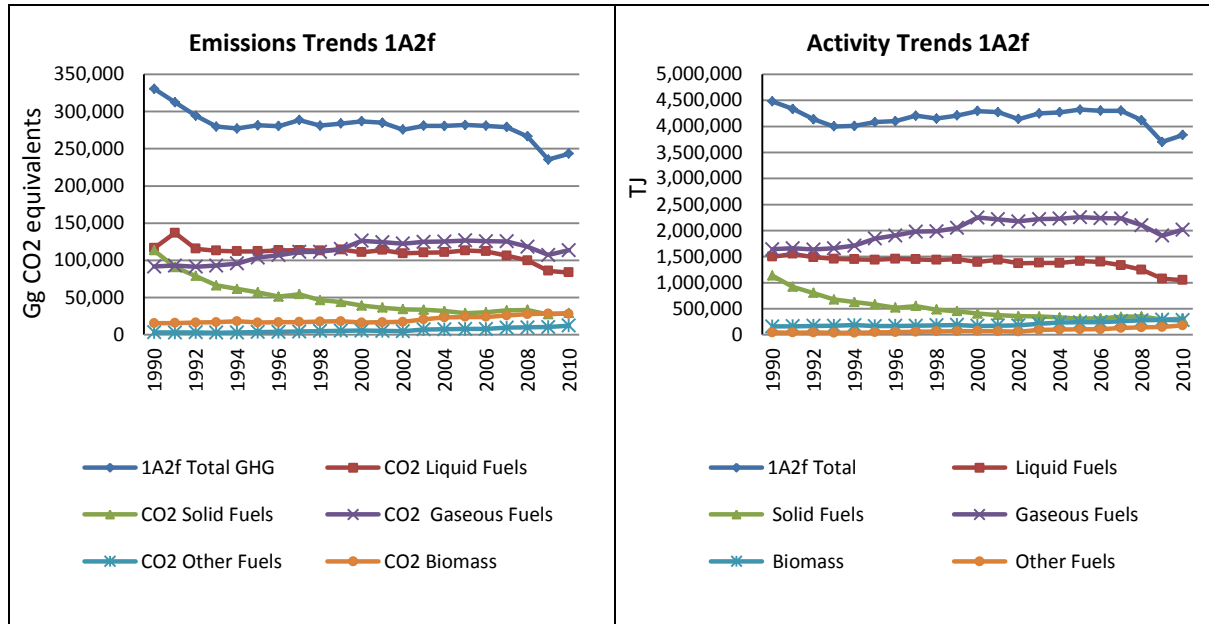 Emissions Trends 1A2f
Gg CO2 equivalents
350,000
300,000
250,000
200,000
150,000
100,000
50,000
0
1990
1992
1994
1996
1998
2000
2002
2004
2006
2008
2010
1A2f Total GHG
CO2 Liquid Fuels
CO2 Solid Fuels
CO2 Gaseous Fuels
CO2 Other Fuels
CO2 Biomass
Activity Trends 1A2f
TJ
5,000,000
4,500,000
4,000,000
3,500,000
3,000,000
2,500,000
2,000,000
1,500,000
1,000,000
500,000
0
1990
1992
1994
1996
1998
2000
2002
2004
2006
2008
2010
1A2f Total
Liquid Fuels
Solid Fuels
Gaseous Fuels
Biomass
Other Fuels